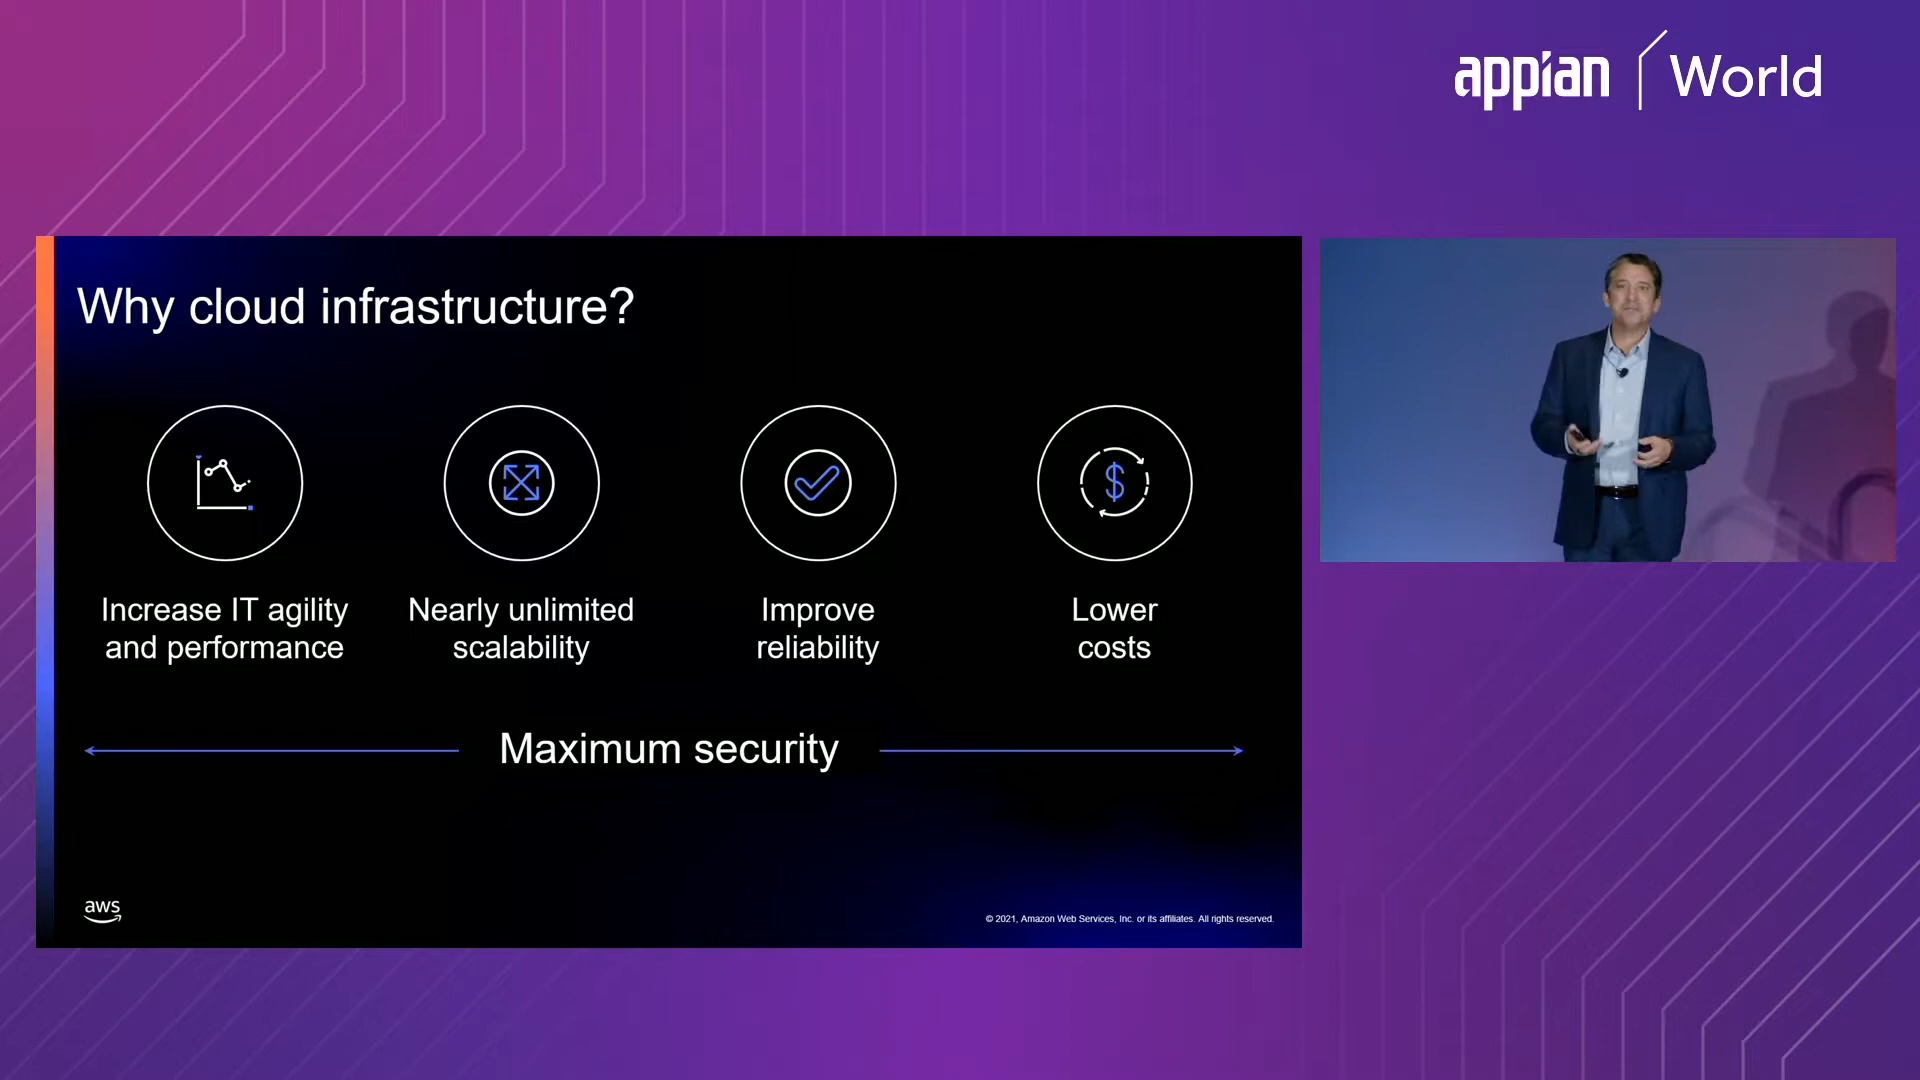 appian World
Why cloud infrastructure?
Increase IT agility
and performance
Nearly unlimited
scalability
Improve
reliability
Lower
costs
Maximum security
aws
© 2021, Amazon Web Services, Inc. or its affiliates. All rights reserved.